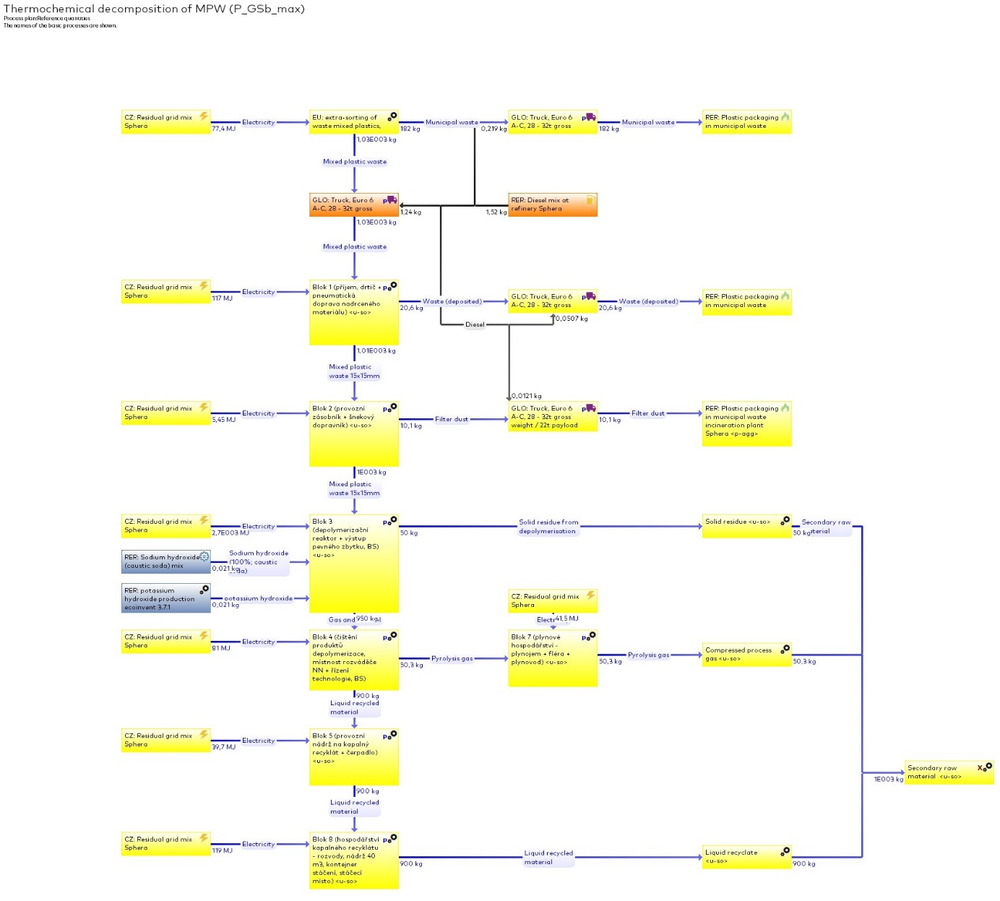 Thermochemical decomposition of MPW (P_GSb_max)
Process plan:Reference quantities
The names of the basic processes are shown.
CZ: Residual grid mix
Sphera
77,4 MJ
Electricity
EU: extra-sorting of
waste mixed plastics,
182 kg
Municipal waste
0,219 kg
GLO: Truck, Euro 6
A-C, 28 - 32t gross
p
182 kg
Municipal waste
RER: Plastic packaging
in municipal waste
1,03E003 kg
Mixed plastic waste
GLO: Truck, Euro 6
A-C, 28 - 32t gross
p
1,24 kg
1,52 kg
RER: Diesel mix at
refinery Sphera
1,03E003 kg
Mixed plastic waste
CZ: Residual grid mix
Sphera
117 MJ
Electricity
Blok 1 (příjem, drtič +
pneumatická
doprava nadrceného
materiálu) <u-so>
p
20,6 kg
Waste (deposited)
GLO: Truck, Euro 6
A-C, 28 - 32t gross
p
20,6 kg
Waste (deposited)
RER: Plastic packaging
in municipal waste
0,0507 kg
Diesel
1,01E003 kg
Mixed plastic
waste 15x15mm
0,0121 kg
CZ: Residual grid mix
Sphera
5,45 MJ
Electricity
Blok 2 (provozní
zásobník + šnekový
dopravník) <u-so>
p
10,1 kg
Filter dust
GLO: Truck, Euro 6
A-C, 28 - 32t gross
weight / 22t payload
p
10,1 kg
Filter dust
RER: Plastic packaging
in municipal waste
incineration plant
Sphera <p-agg>
1E003 kg
Mixed plastic
waste 15x15mm
CZ: Residual grid mix
Sphera
2,7E003 MJ
Electricity
Blok 3
(depolymerizační
reaktor + výstup
pevného zbytku, BS)
<u-so>
p
50 kg
Solid residue from
depolymerisation
Solid residue <u-so>
50 kg
Secondary raw
RER: Sodium hydroxide
(caustic soda) mix
0,021 kg
Sodium hydroxide
(100%; caustic
RER: potassium
hydroxide production
ecoinvent 3.7.1
0,021 kg
potassium hydroxide
CZ: Residual grid mix
Sphera
41,5 MJ
950 kg
Gas and
CZ: Residual grid mix
Sphera
81 MJ
Electricity
Blok 4 (čištění
produktů
depolymerizace,
místnost rozváděče
NN + řízení
technologie, BS)
p
50,3 kg
Pyrolysis gas
Blok 7 (plynové
hospodářství -
plynojem + fléra +
plynovod) <u-so>
p
50,3 kg
Pyrolysis gas
Compressed process
gas <u-so>
50,3 kg
900 kg
Liquid recycled
material
CZ: Residual grid mix
Sphera
39,7 MJ
Electricity
Blok 5 (provozní
nádrž na kapalný
recyklát + čerpadlo)
<u-so>
p
900 kg
Liquid recycled
material
1E003 kg
Secondary raw
material <u-so>
X
CZ: Residual grid mix
Sphera
119 MJ
Electricity
Blok 8 (hospodářství
kapalného recyklátu
- rozvody, nádrž 40
m3, kontejner
stáčení, stáčecí
místo) <u-so>
p
900 kg
Liquid recycled
material
Liquid recyclate
<u-so>
900 kg